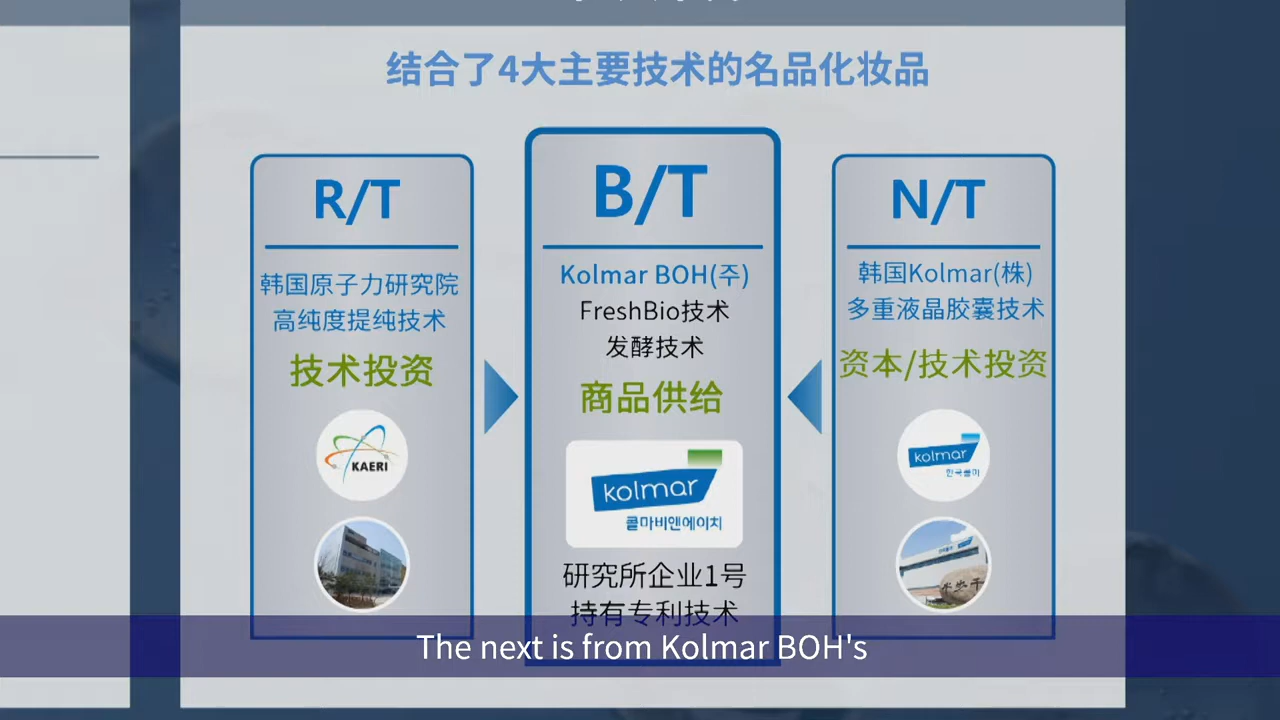 结合了4大主要技术的名品化妆品
R/T
韩国原子力研究院
高纯度提纯技术
技术投资
KAERI
B/T
Kolmar BOH(주)
FreshBio技术
发酵技术
商品供给
kolmar
콜마비앤에이치
研究所企业1号
持有专利技术
N/T
韩国Kolmar(株)
多重液晶胶囊技术
资本/技术投资
kolmar
한국콜마
The next is from Kolmar BOH's